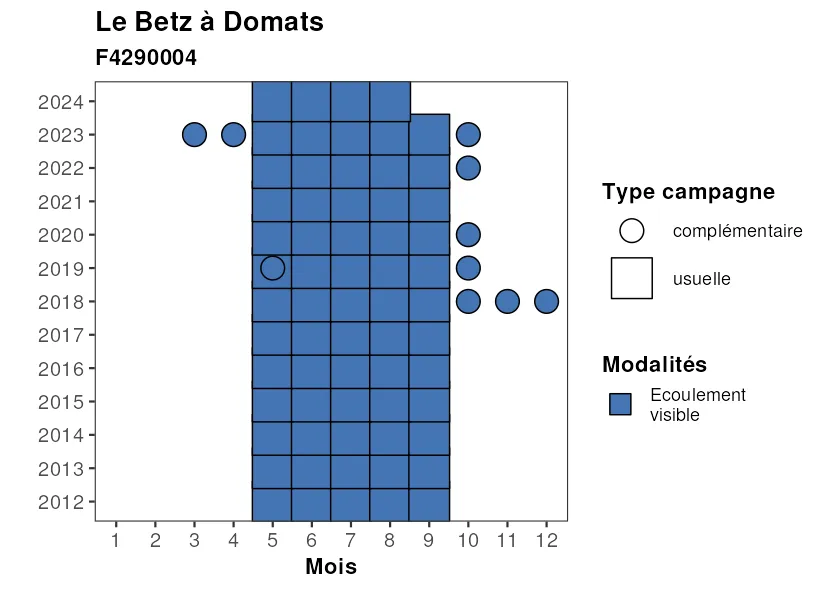 Le Betz à Domats
F4290004
2024
2023
2022
2021
2020
2019
2018
2017
2016
2015
2014
2013
2012
1 2 3 4 5 6 7 8 9 10 11 12
Mois
Type campagne
complémentaire
usuelle
Modalités
Ecoulement
visible